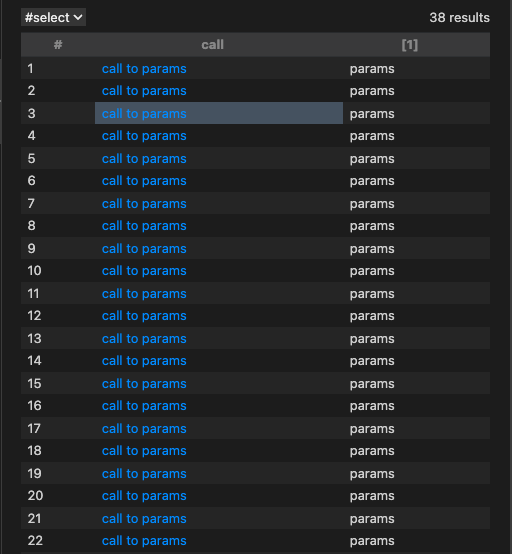 #select 38 results
# call [1]
1 call to params params
2 call to params params
3 call to params params
4 call to params params
5 call to params params
6 call to params params
7 call to params params
8 call to params params
9 call to params params
10 call to params params
11 call to params params
12 call to params params
13 call to params params
14 call to params params
15 call to params params
16 call to params params
17 call to params params
18 call to params params
19 call to params params
20 call to params params
21 call to params params
22 call to params params